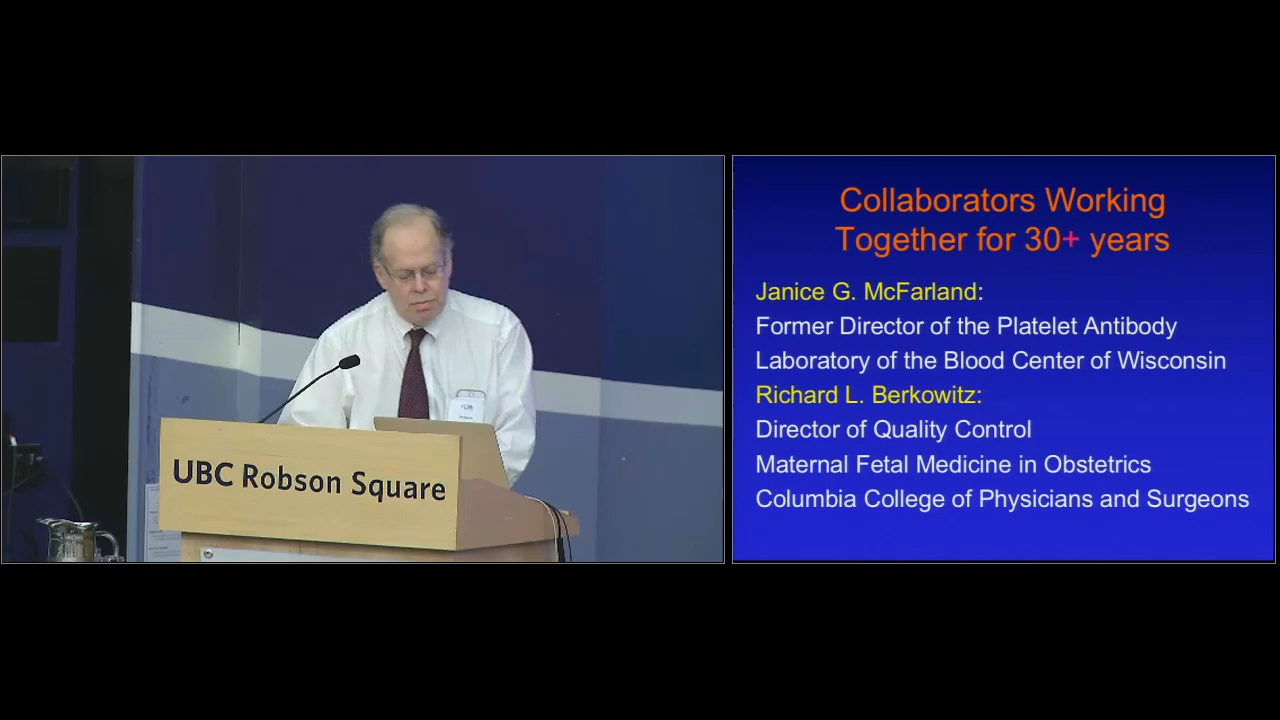 UBC Robson Square
Collaborators Working
Together for 30+ years
Janice G. McFarland:
Former Director of the Platelet Antibody
Laboratory of the Blood Center of Wisconsin
Richard L. Berkowitz:
Director of Quality Control
Maternal Fetal Medicine in Obstetrics
Columbia College of Physicians and Surgeons